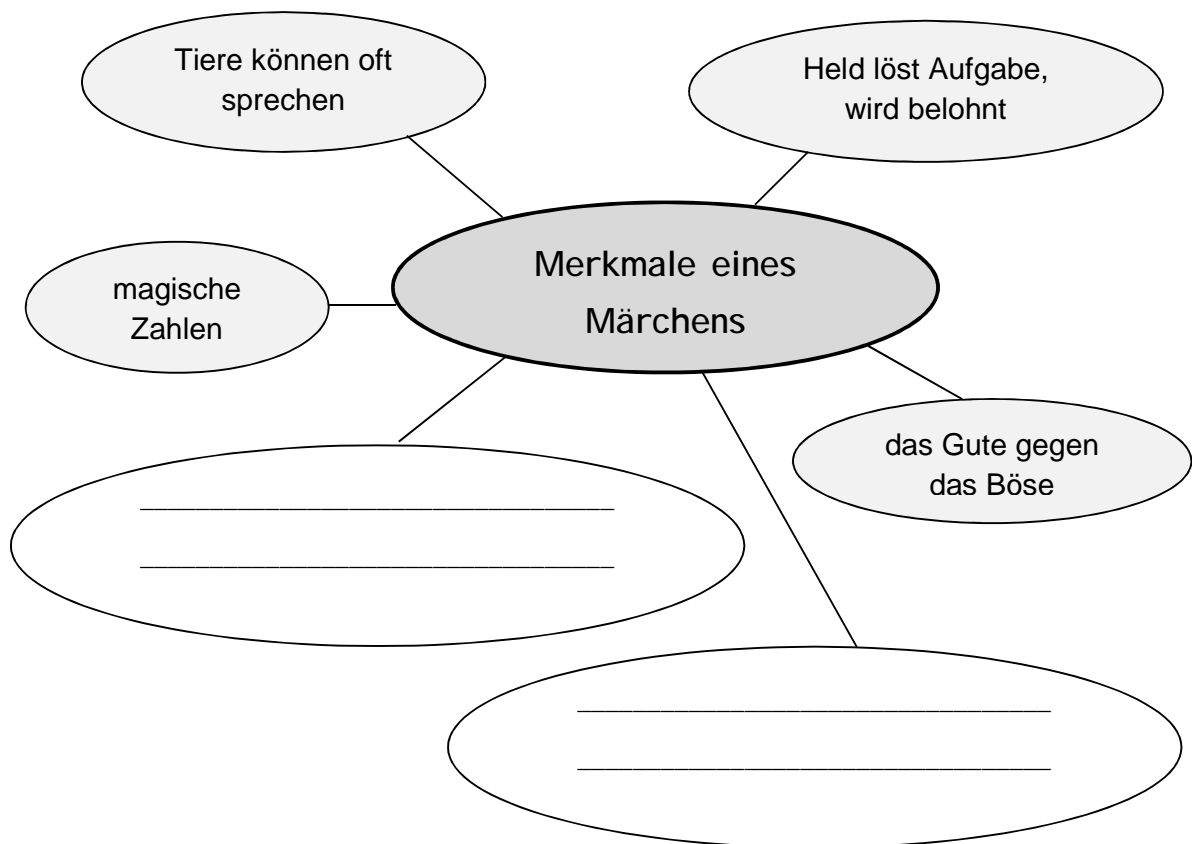 Tiere können oft
sprechen
Held löst Aufgabe,
wird belohnt
Merkmale eines
Märchens
magische
Zahlen
das Gute gegen
das Böse